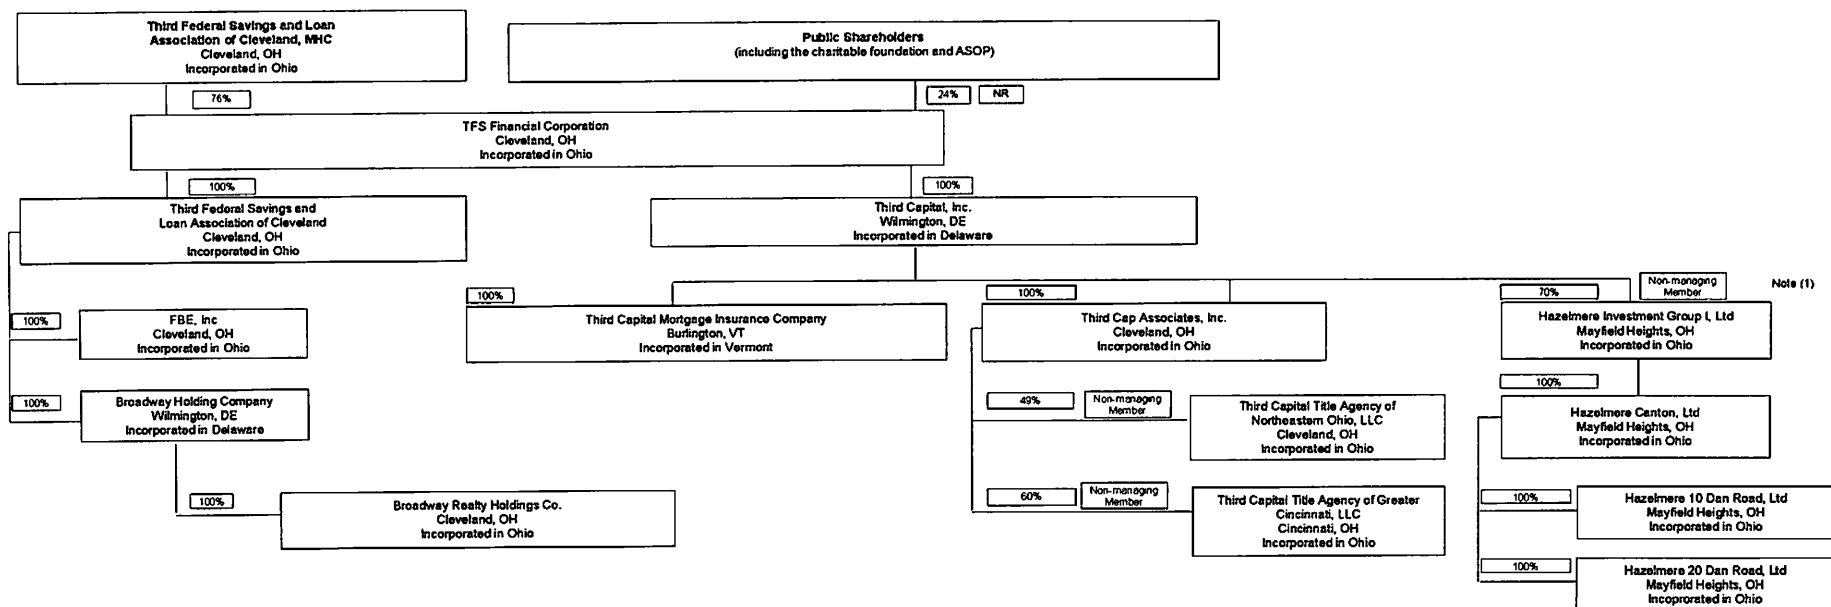 Third Federal Savings and Loan
Association of Cleveland, MHC
Cleveland, OH
Incorporated in Ohio
Public Shareholders
(including the charitable foundation and ASOP)
76%
24%
NR
TFS Financial Corporation
Cleveland, OH
Incorporated in Ohio
100%
100%
Third Federal Savings and
Loan Association of Cleveland
Cleveland, OH
Incorporated in Ohio
Third Capital, Inc.
Wilmington, DE
Incorporated in Delaware
100%
FBE, Inc
Cleveland, OH
Incorporated in Ohio
100%
Broadway Holding Company
Wilmington, DE
Incorporated in Delaware
100%
Broadway Realty Holdings Co.
Cleveland, OH
Incorporated in Ohio
100%
Third Capital Mortgage Insurance Company
Burlington, VT
Incorporated in Vermont
100%
Third Cap Associates, Inc.
Cleveland, OH
Incorporated in Ohio
49%
Non-managing
Member
Third Capital Title Agency of
Northeastern Ohio, LLC
Cleveland, OH
Incorporated in Ohio
60%
Non-managing
Member
Third Capital Title Agency of Greater
Cincinnati, LLC
Cincinnati, OH
Incorporated in Ohio
70%
Non-managing
Member
Note (1)
Hazelmere Investment Group I, Ltd
Mayfield Heights, OH
Incorporated in Ohio
100%
Hazelmere Canton, Ltd
Mayfield Heights, OH
Incorporated in Ohio
100%
Hazelmere 10 Dan Road, Ltd
Mayfield Heights, OH
Incorporated in Ohio
100%
Hazelmere 20 Dan Road, Ltd
Mayfield Heights, OH
Incoprorated in Ohio